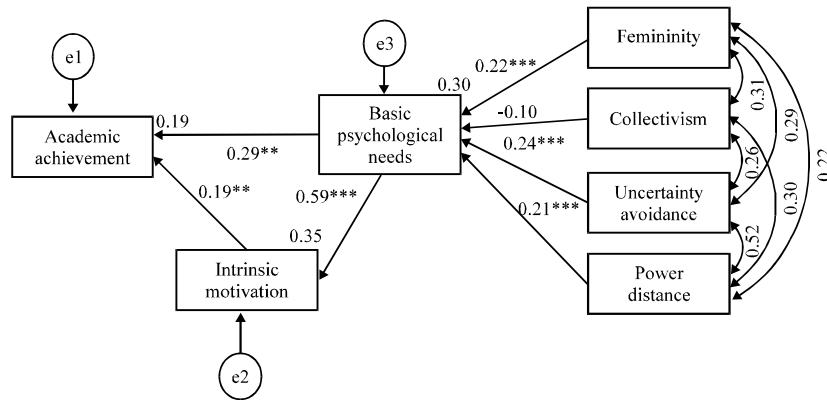 e1
e3
Femininity
0.22***
0.30
Basic
psychological
needs
0.19
Academic
achievement
-0.10
Collectivism
0.31
0.29
0.29**
0.24***
0.26
0.22
0.19**
0.59***
Uncertainty
avoidance
0.30
0.21***
0.52
0.35
Intrinsic
motivation
Power
distance
e2